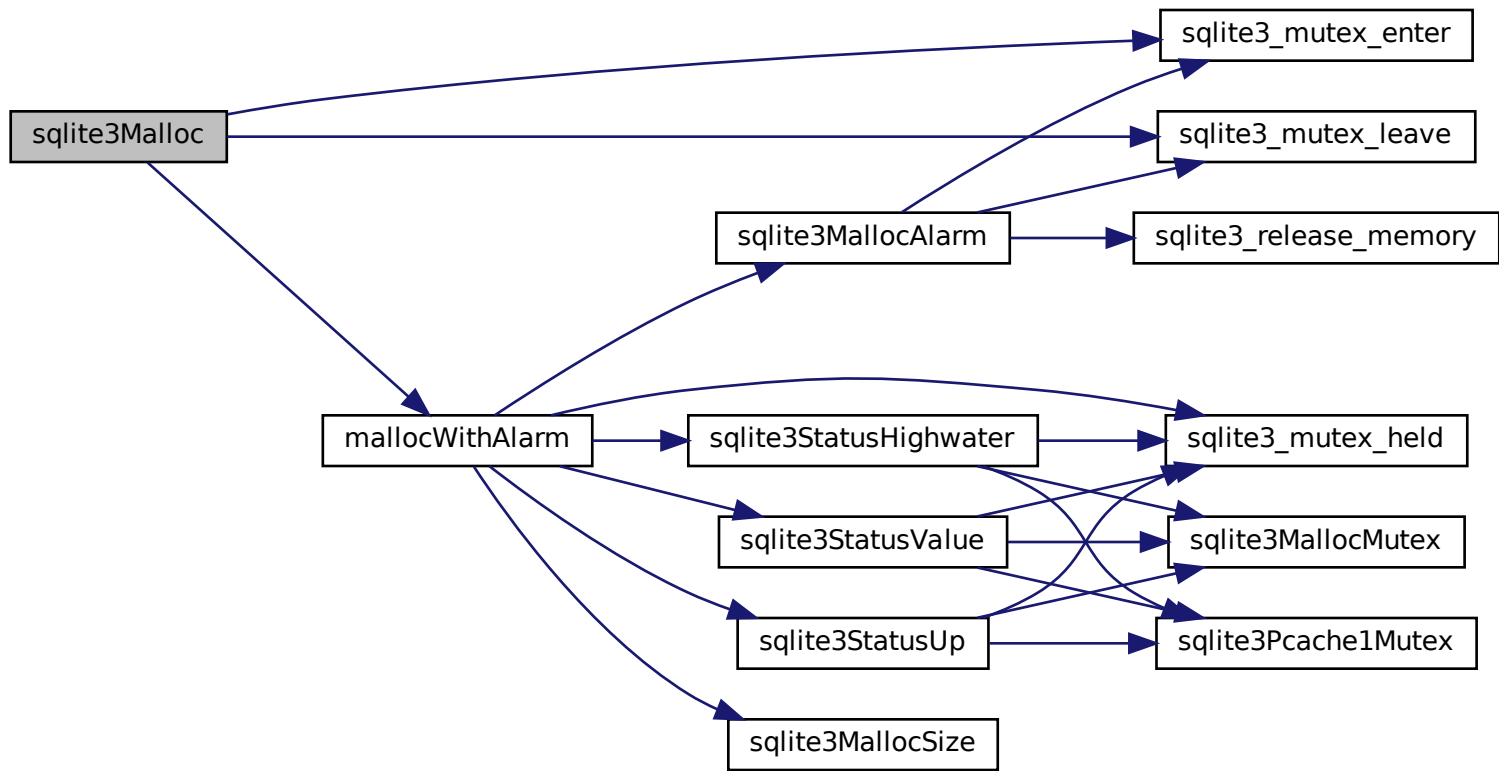 sqlite3_mutex_enter
sqlite3Malloc
sqlite3_mutex_leave
sqlite3MallocAlarm
sqlite3_release_memory
mallocWithAlarm
sqlite3StatusHighwater
sqlite3_mutex_held
sqlite3StatusValue
sqlite3MallocMutex
sqlite3StatusUp
sqlite3Pcache1Mutex
sqlite3MallocSize